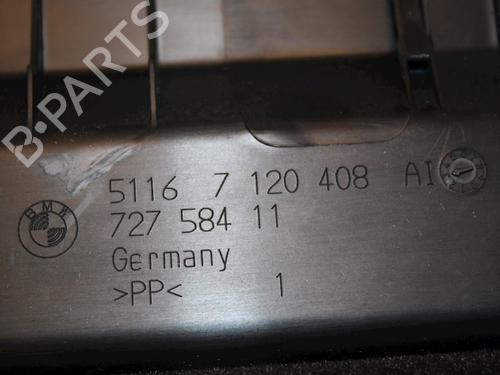 B-PARTS
5116 7 120 408 AI
BMW
727 584 11
Germany
>PP< 1